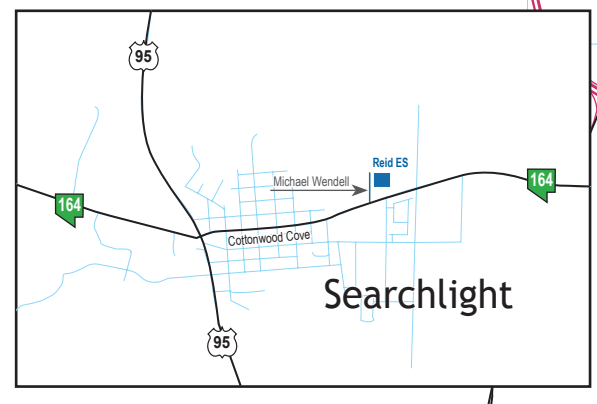 95
Reid ES
Michael Wendell
164
164
Cottonwood Cove
Searchlight
95